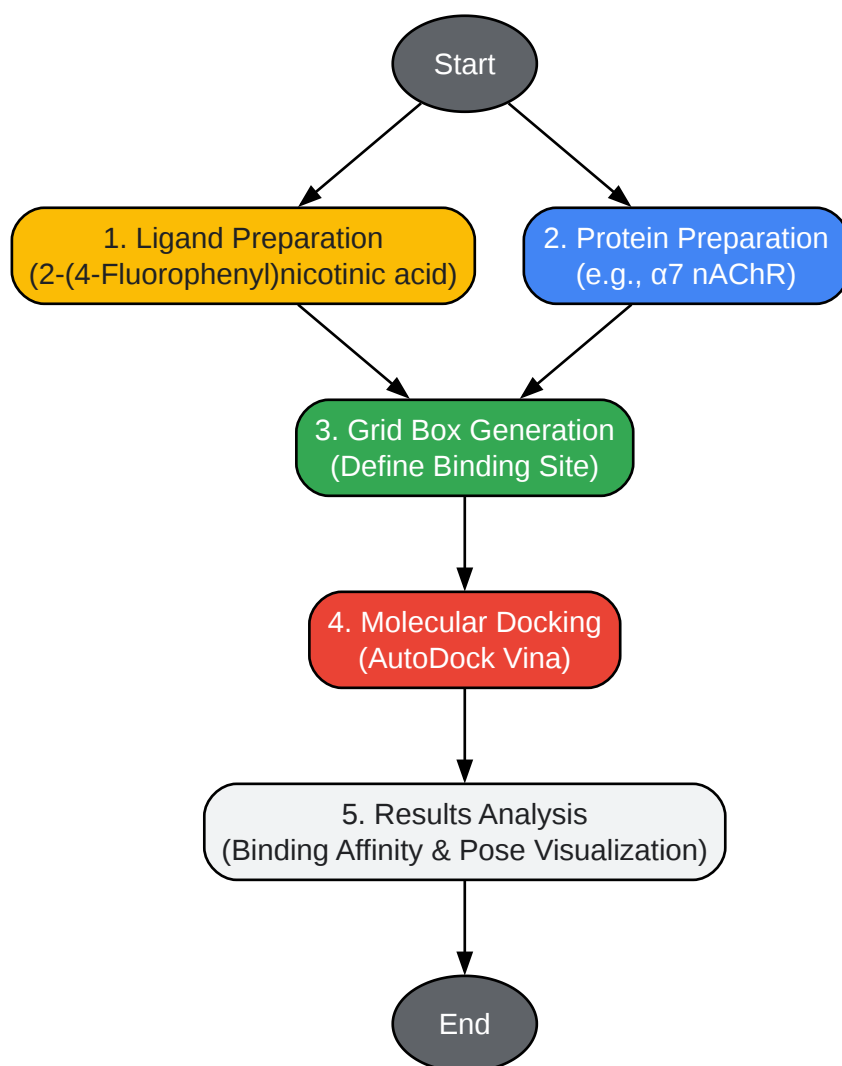 Start
1. Ligand Preparation
(2-(4-Fluorophenyl)nicotinic acid)
2. Protein Preparation
(e.g., α7 nAChR)
3. Grid Box Generation
(Define Binding Site)
4. Molecular Docking
(AutoDock Vina)
5. Results Analysis
(Binding Affinity & Pose Visualization)
End